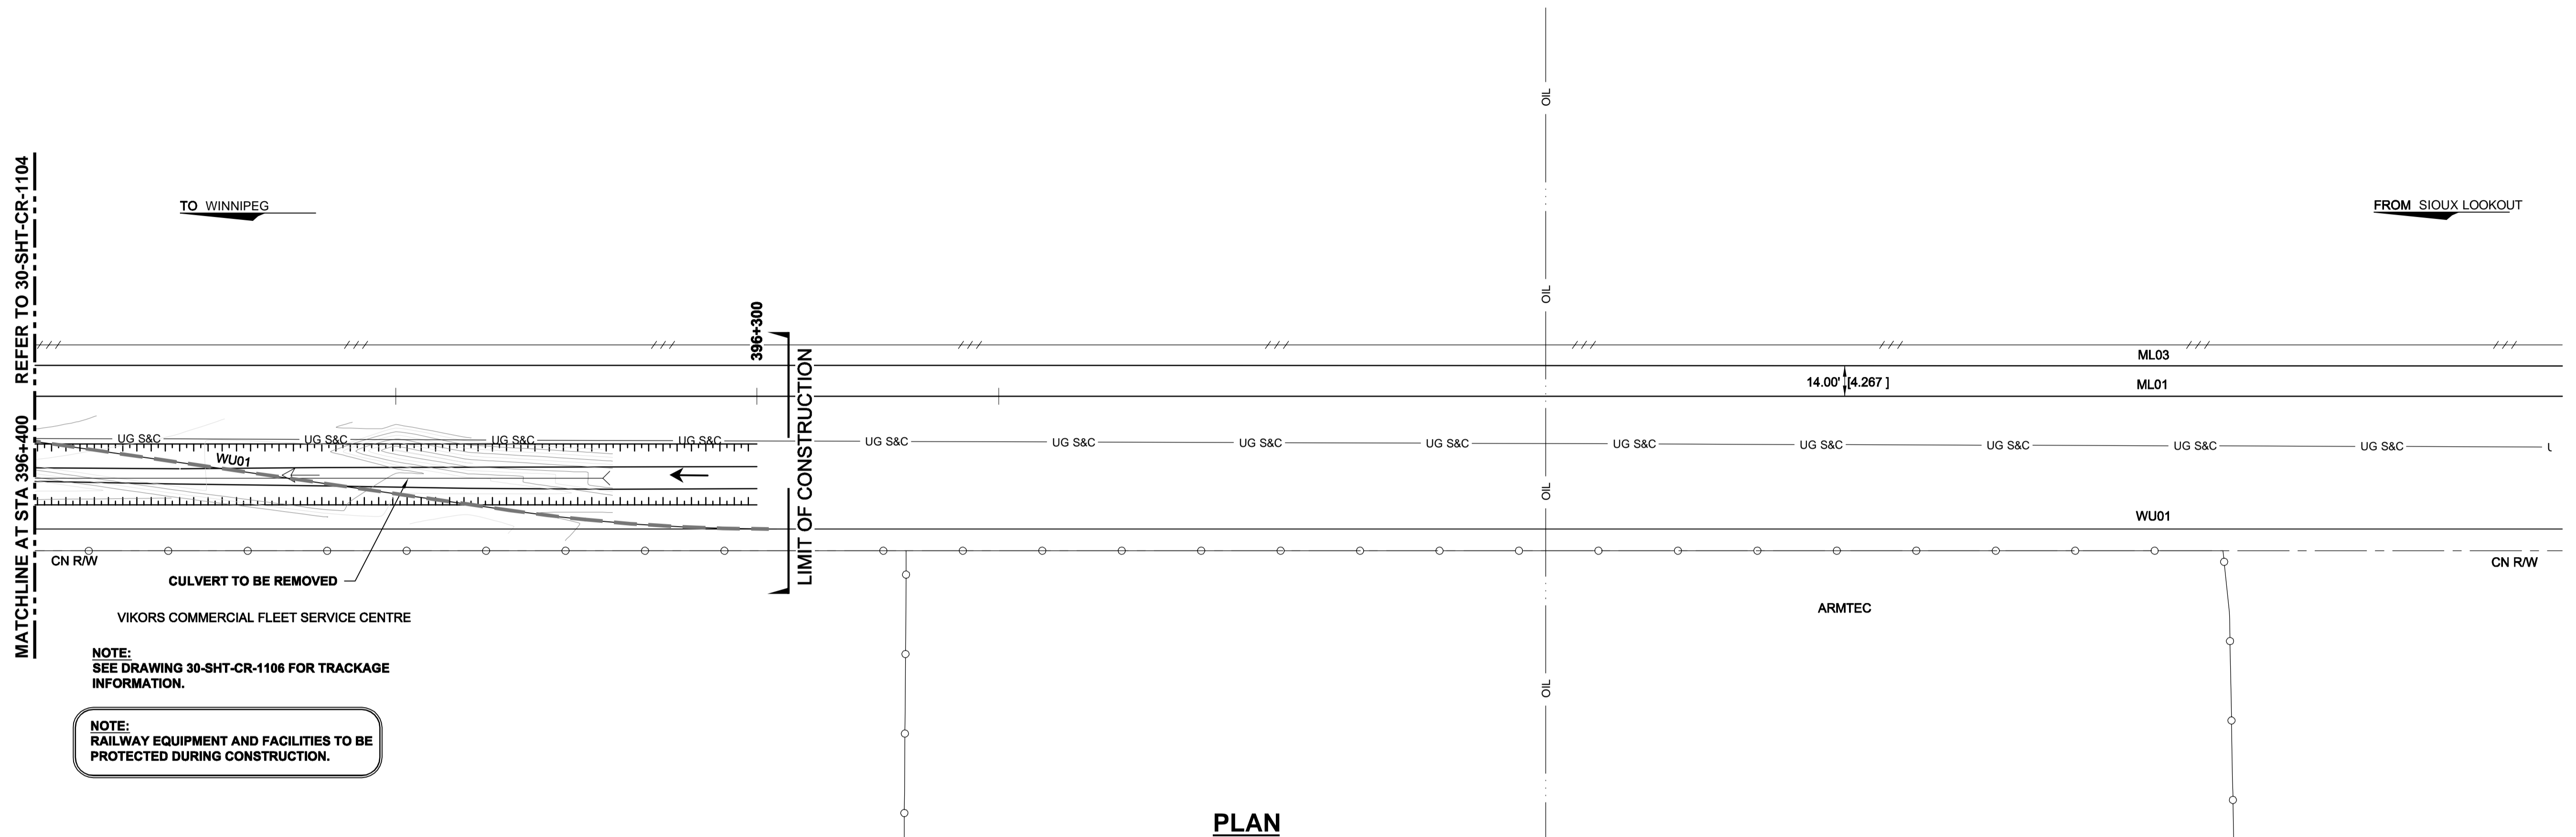 MATCHLINE AT STA 396+400 REFER TO 30-SHT-CR-1104
TO WINNIPEG
FROM SIOUX LOOKOUT
OIL
OIL
396+300
LIMIT OF CONSTRUCTION
ML03
14.00' [4.267 ]
ML01
UG S&C
UG S&C
UG S&C
UG S&C
UG S&C
UG S&C
UG S&C
UG S&C
UG S&C
UG S&C
UG S&C
UG S&C
UG S&C
WU01
OIL
WU01
CN R/W
CN R/W
CULVERT TO BE REMOVED
ARMTEC
VIKORS COMMERCIAL FLEET SERVICE CENTRE
NOTE:
SEE DRAWING 30-SHT-CR-1106 FOR TRACKAGE
INFORMATION.
OIL
NOTE:
RAILWAY EQUIPMENT AND FACILITIES TO BE
PROTECTED DURING CONSTRUCTION.
PLAN